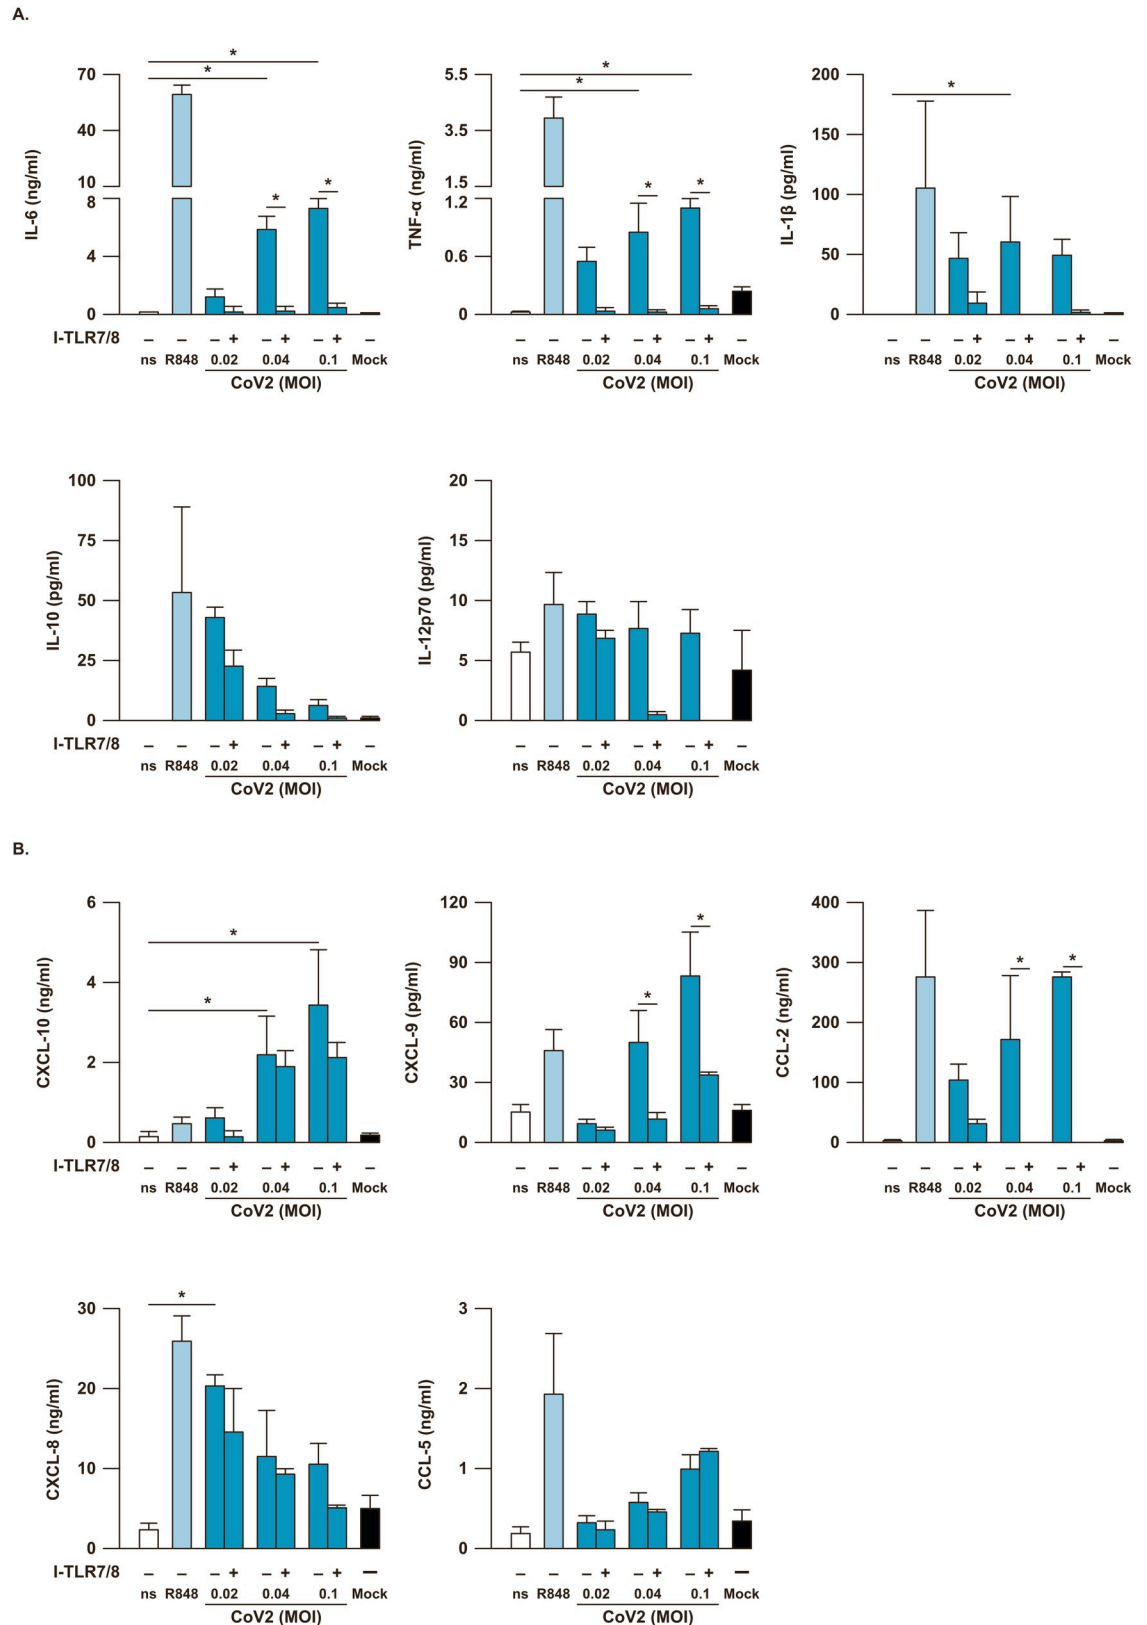 A.
* * * *
IL-6 (ng/ml)
70
40
10
8
4
0
I-TLR7/8 – – – + – + – + –
ns R848 0.02 0.04 0.1 Mock
CoV2 (MOI)
* * * *
TNF-α (ng/ml)
5.5
3.5
1.5
1.2
0.6
0
– – – + – + – + –
ns R848 0.02 0.04 0.1 Mock
CoV2 (MOI)
*
IL-1β (pg/ml)
200
150
100
50
0
– – – + – + – + –
ns R848 0.02 0.04 0.1 Mock
CoV2 (MOI)
IL-10 (pg/ml)
100
75
50
25
0
I-TLR7/8 – – – + – + – + –
ns R848 0.02 0.04 0.1 Mock
CoV2 (MOI)
IL-12p70 (pg/ml)
20
15
10
5
0
– – – + – + – + –
ns R848 0.02 0.04 0.1 Mock
CoV2 (MOI)
B.
* *
CXCL-10 (ng/ml)
6
4
2
0
I-TLR7/8 – – – + – + – + –
ns R848 0.02 0.04 0.1 Mock
CoV2 (MOI)
* *
CXCL-9 (pg/ml)
120
90
60
30
0
– – – + – + – + –
ns R848 0.02 0.04 0.1 Mock
CoV2 (MOI)
* *
CCL-2 (ng/ml)
400
300
200
100
0
– – – + – + – + –
ns R848 0.02 0.04 0.1 Mock
CoV2 (MOI)
*
CXCL-8 (ng/ml)
30
20
10
0
I-TLR7/8 – – – + – + – + –
ns R848 0.02 0.04 0.1 Mock
CoV2 (MOI)
CCL-5 (ng/ml)
3
2
1
0
– – – + – + – + –
ns R848 0.02 0.04 0.1 Mock
CoV2 (MOI)